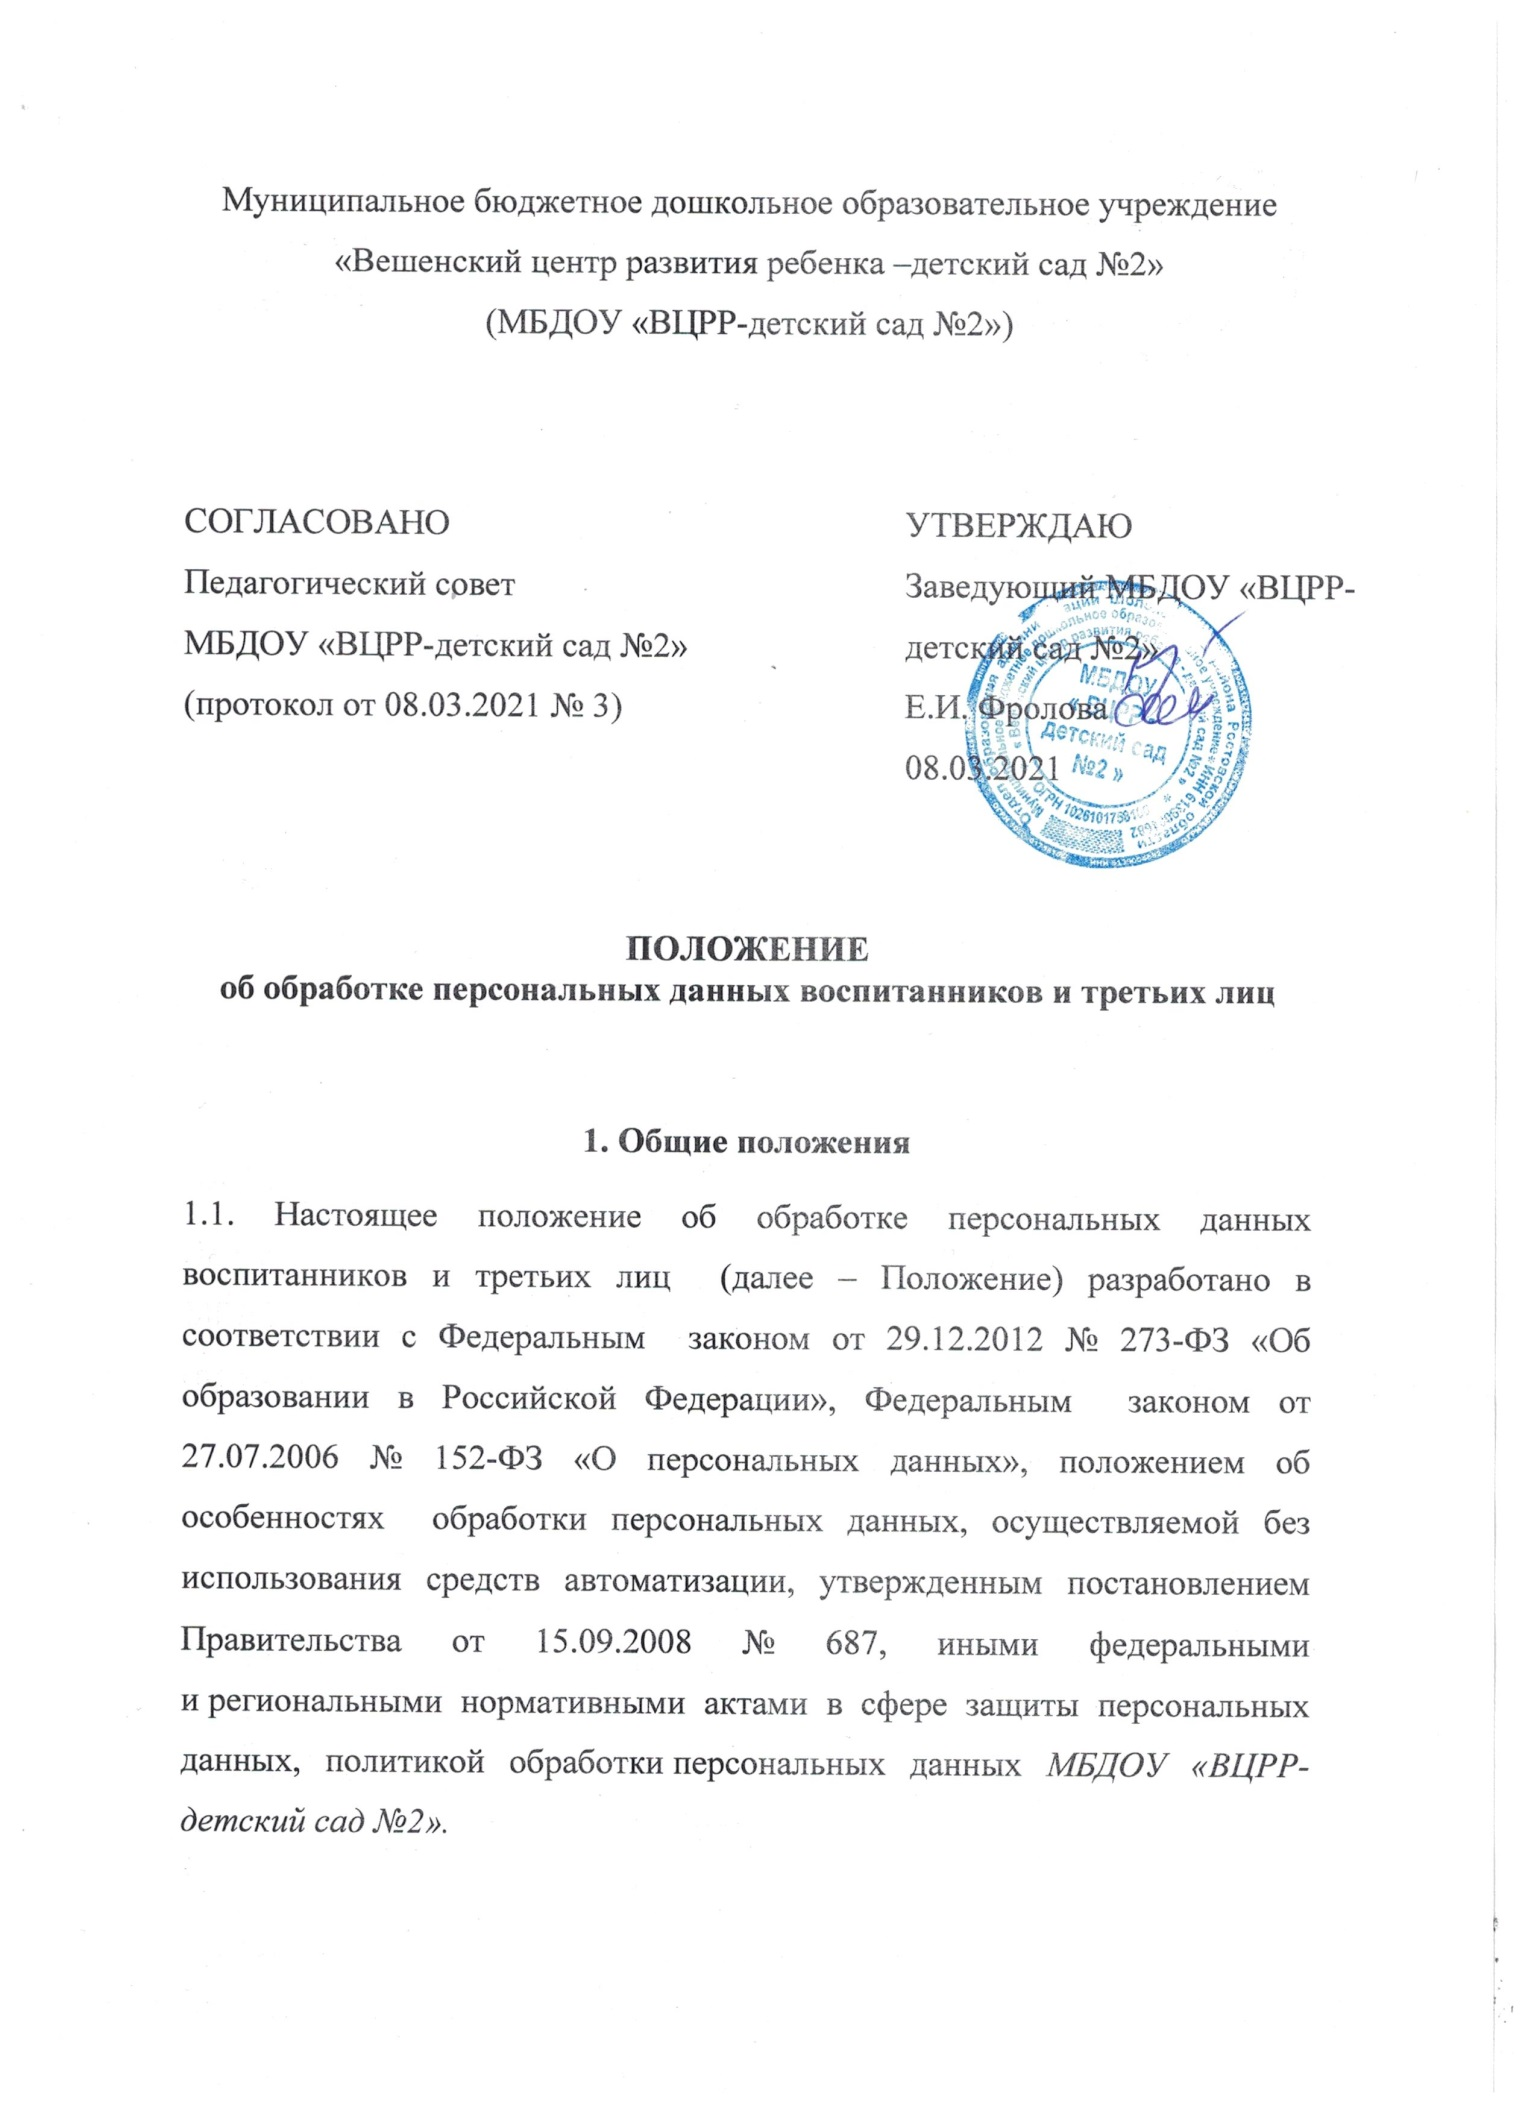 Муниципальное бюджетное дошкольное образовательное учреждение
«Вешенский центр развития ребенка –детский сад №2»
(МБДОУ «ВЦРР-детский сад №2»)
СОГЛАСОВАНО
Педагогический совет
МБДОУ «ВЦРР-детский сад №2»
(протокол от 08.03.2021 № 3)
УТВЕРЖДАЮ
Заведующий МБДОУ «ВЦРР-
детский сад №2»
Е.И. Фролова
08.03.2021
МБДОУ
« ВЦРР
детский сад
№2 »
ПОЛОЖЕНИЕ
об обработке персональных данных воспитанников и третьих лиц
1. Общие положения
1.1. Настоящее положение об обработке персональных данных
воспитанников и третьих лиц (далее – Положение) разработано в
соответствии с Федеральным законом от 29.12.2012 № 273-ФЗ «Об
образовании в Российской Федерации», Федеральным законом от
27.07.2006 № 152-ФЗ «О персональных данных», положением об
особенностях обработки персональных данных, осуществляемой без
использования средств автоматизации, утвержденным постановлением
Правительства от 15.09.2008 № 687, иными федеральными
и региональными нормативными актами в сфере защиты персональных
данных, политикой обработки персональных данных МБДОУ «ВЦРР-
детский сад №2».